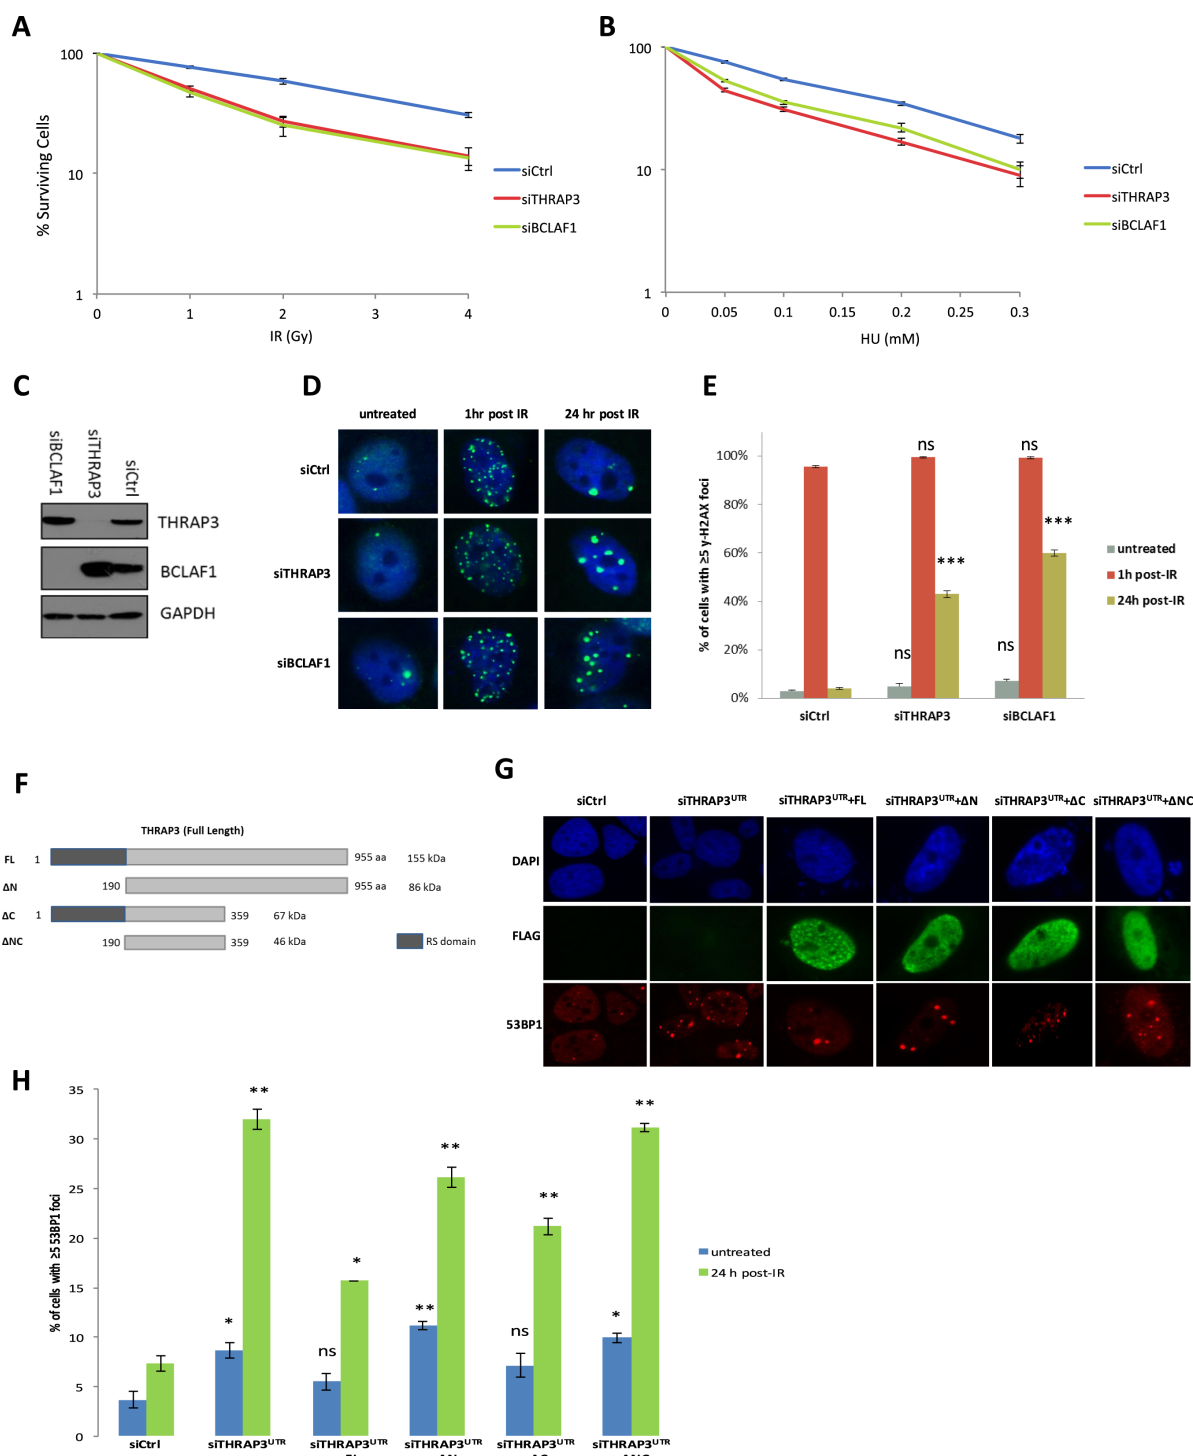 A
100
10
1
% Surviving Cells
0 1 2 3 4
IR (Gy)
siCtrl
siTHRAP3
siBCLAF1
B
100
10
1
0 0.05 0.1 0.15 0.2 0.25 0.3
HU (mM)
siCtrl
siTHRAP3
siBCLAF1
C
siBCLAF1
siTHRAP3
siCtrl
THRAP3
BCLAF1
GAPDH
D
untreated 1hr post IR 24 hr post IR
siCtrl
siTHRAP3
siBCLAF1
E
% of cells with ≥5 γ-H2AX foci
100%
80%
60%
40%
20%
0%
ns ns
***
***
ns ns
siCtrl siTHRAP3 siBCLAF1
untreated
1h post-IR
24h post-IR
F
THRAP3 (Full Length)
FL 1 955 aa 155 kDa
ΔN 190 955 aa 86 kDa
ΔC 1 359 67 kDa
ΔNC 190 359 46 kDa
RS domain
G
siCtrl siTHRAP3UTR siTHRAP3UTR+FL siTHRAP3UTR+ΔN siTHRAP3UTR+ΔC siTHRAP3UTR+ΔNC
DAPI
FLAG
53BP1
H
% of cells with ≥5 53BP1 foci
35
30
25
20
15
10
5
0
* **
ns *
** **
ns **
* **
untreated
24 h post-IR
siCtrl siTHRAP3UTR siTHRAP3UTR siTHRAP3UTR siTHRAP3UTR siTHRAP3UTR